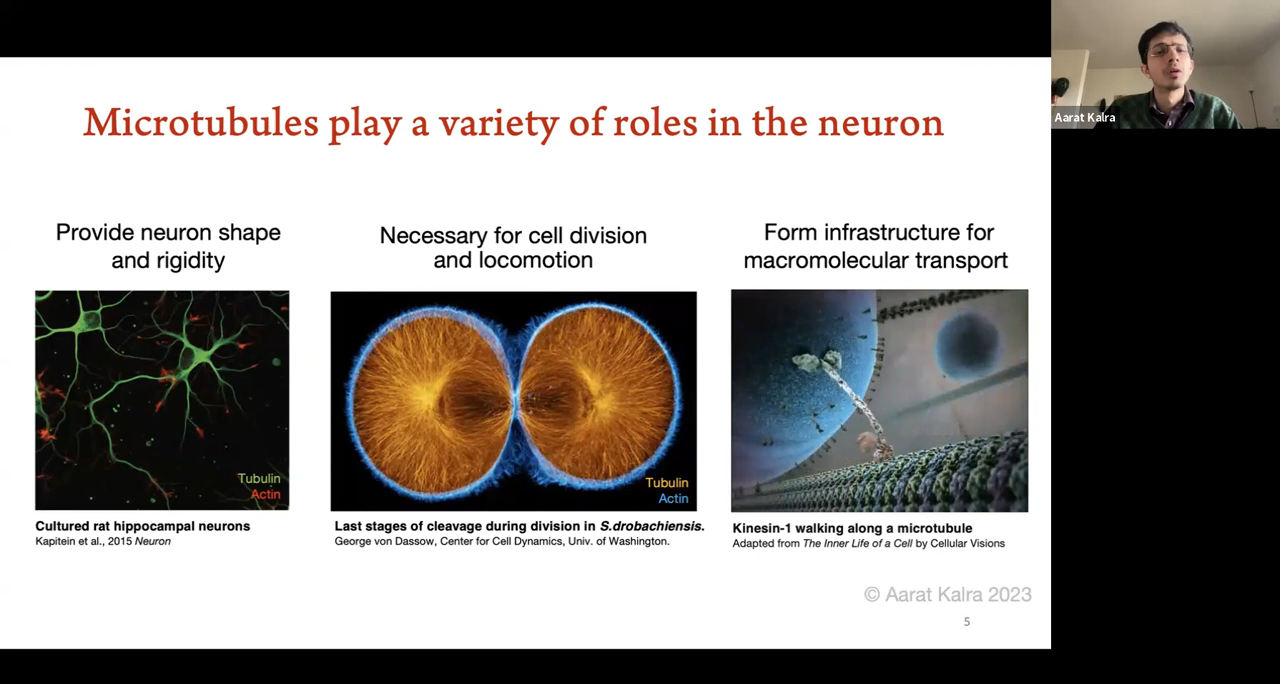 Microtubules play a variety of roles in the neuron
Aarat Kalra
Provide neuron shape
and rigidity
Necessary for cell division
and locomotion
Form infrastructure for
macromolecular transport
Tubulin
Actin
Tubulin
Actin
Cultured rat hippocampal neurons
Kapitein et al., 2015 Neuron
Last stages of cleavage during division in S.drobachiensis.
George von Dassow, Center for Cell Dynamics, Univ. of Washington.
Kinesin-1 walking along a microtubule
Adapted from The Inner Life of a Cell by Cellular Visions
© Aarat Kalra 2023
5